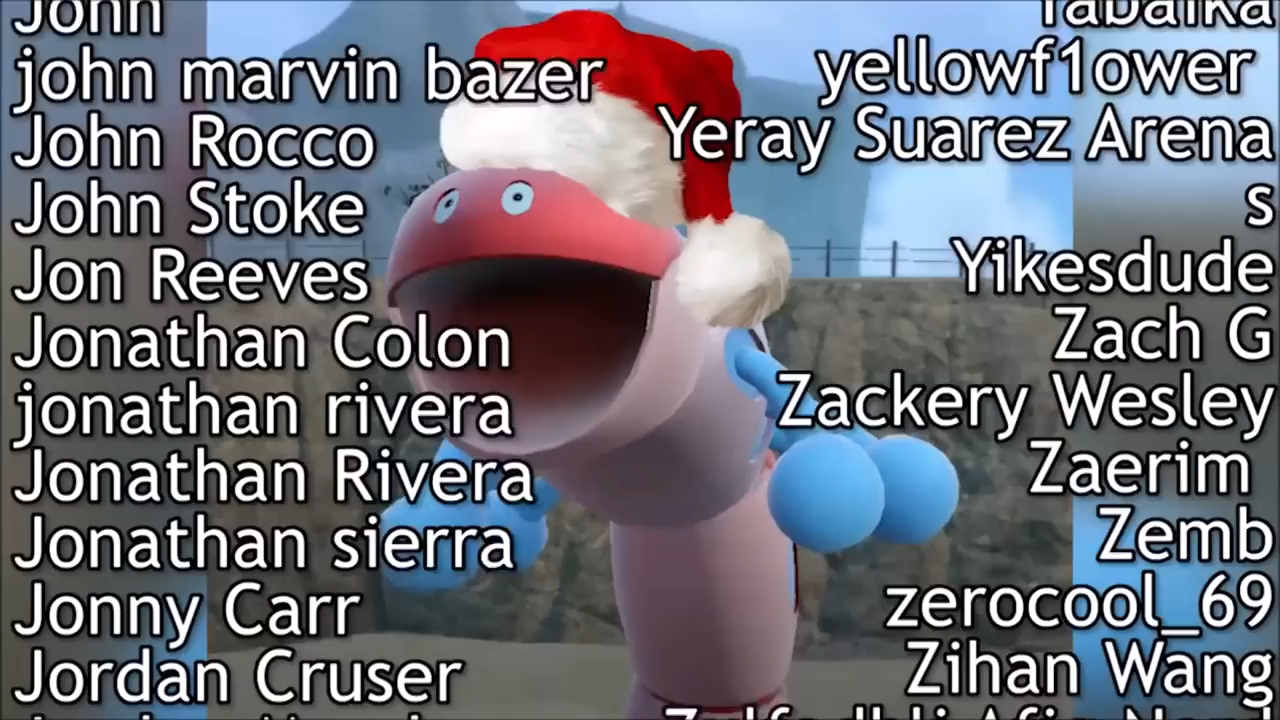 John
john marvin bazer
John Rocco
John Stoke
Jon Reeves
Jonathan Colon
jonathan rivera
Jonathan Rivera
Jonathan sierra
Jonny Carr
Jordan Cruser
yellowf1ower
Yeray Suarez Arena
s
Yikesdude
Zach G
Zackery Wesley
Zaerim
Zemb
zerocool_69
Zihan Wang